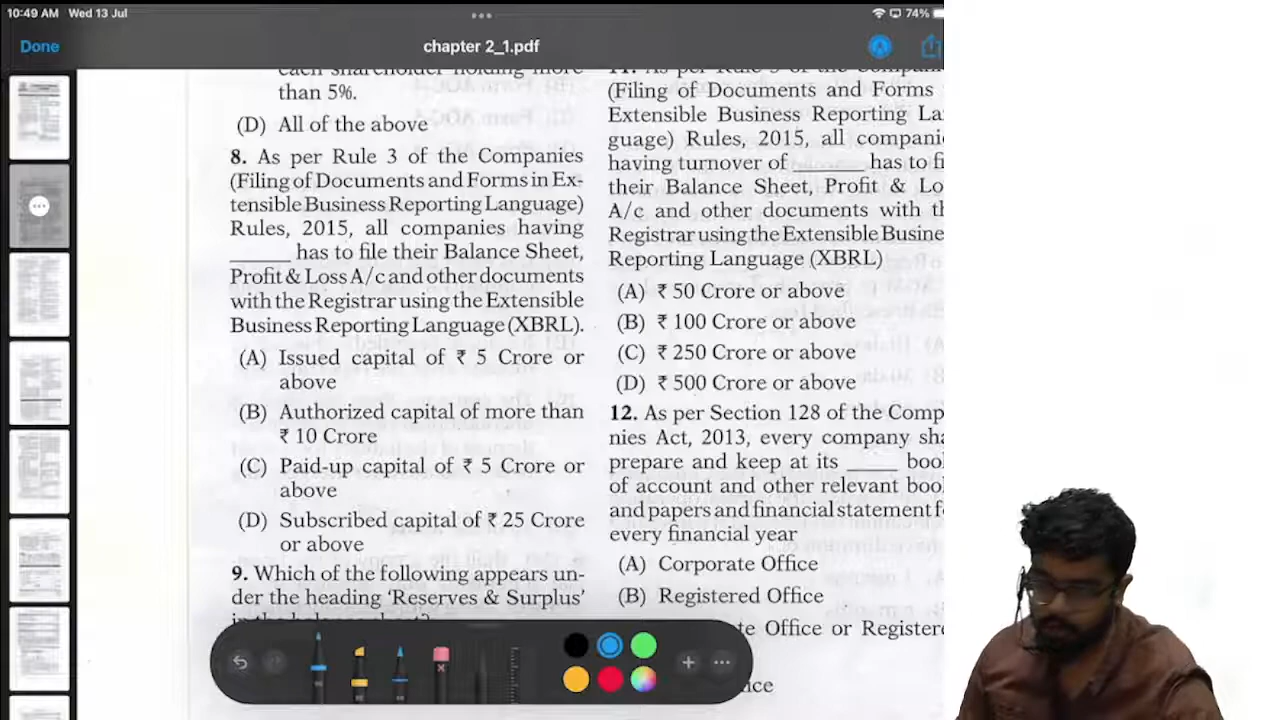 10:49 AM Wed 13 Jul
74%
Done
chapter 2_1.pdf
each shareholder holding more
than 5%.
(D) All of the above
8. As per Rule 3 of the Companies
(Filing of Documents and Forms in Ex-
tensible Business Reporting Language)
Rules, 2015, all companies having
______ has to file their Balance Sheet,
Profit & Loss A/c and other documents
with the Registrar using the Extensible
Business Reporting Language (XBRL).
(A) Issued capital of ₹ 5 Crore or
above
(B) Authorized capital of more than
₹ 10 Crore
(C) Paid-up capital of ₹ 5 Crore or
above
(D) Subscribed capital of ₹ 25 Crore
or above
9. Which of the following appears un-
der the heading 'Reserves & Surplus'
(Filing of Documents and Forms
Extensible Business Reporting La
guage) Rules, 2015, all compani
having turnover of _______ has to fi
their Balance Sheet, Profit & Lo
A/c and other documents with th
Registrar using the Extensible Busine
Reporting Language (XBRL)
(A) ₹ 50 Crore or above
(B) ₹ 100 Crore or above
(C) ₹ 250 Crore or above
(D) ₹ 500 Crore or above
12. As per Section 128 of the Comp
nies Act, 2013, every company sha
prepare and keep at its _____ book
of account and other relevant book
and papers and financial statement f
every financial year
(A) Corporate Office
(B) Registered Office
te Office or Registere
ice